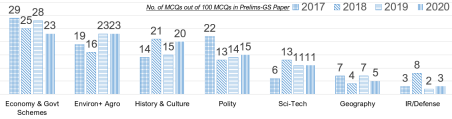 No. of MCQs out of 100 MCQs in Prelims-GS Paper
2017 2018 2019 2020
29 25 28 23
19 16 23 23
14 21 15 20
22 13 14 15
6 13 11 11
7 4 7 5
3 8 2 3
Economy & Govt Schemes
Environ+ Agro
History & Culture
Polity
Sci-Tech
Geography
IR/Defense